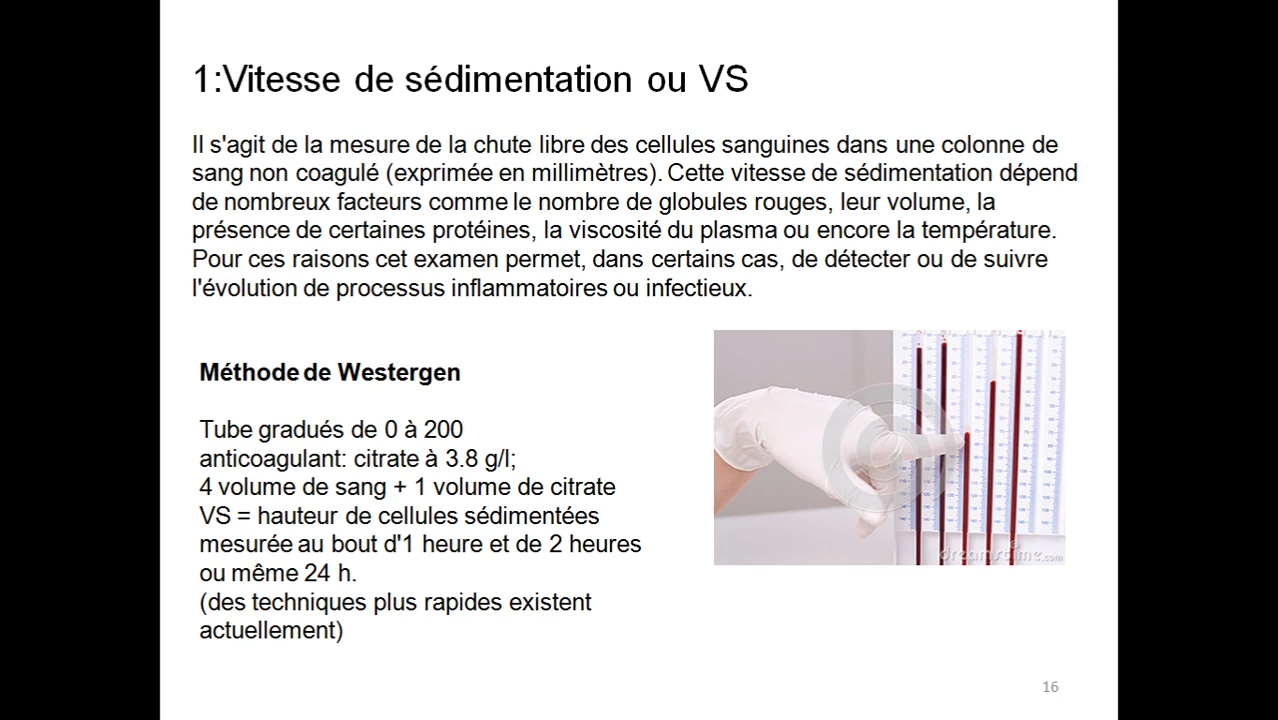 1:Vitesse de sédimentation ou VS
Il s'agit de la mesure de la chute libre des cellules sanguines dans une colonne de
sang non coagulé (exprimée en millimètres). Cette vitesse de sédimentation dépend
de nombreux facteurs comme le nombre de globules rouges, leur volume, la
présence de certaines protéines, la viscosité du plasma ou encore la température.
Pour ces raisons cet examen permet, dans certains cas, de détecter ou de suivre
l'évolution de processus inflammatoires ou infectieux.
Méthode de Westergen
Tube gradués de 0 à 200
anticoagulant: citrate à 3.8 g/l;
4 volume de sang + 1 volume de citrate
VS = hauteur de cellules sédimentées
mesurée au bout d'1 heure et de 2 heures
ou même 24 h.
(des techniques plus rapides existent
actuellement)
dreamstime.com
16